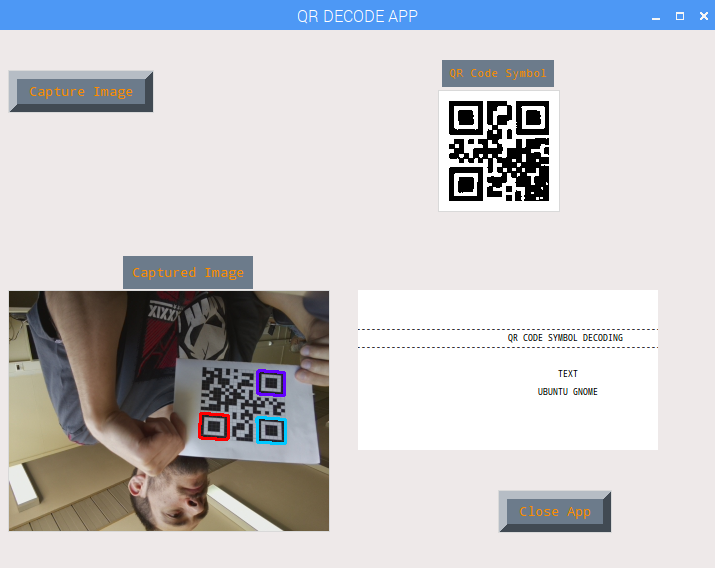 QR DECODE APP
Capture Image
QR Code Symbol
Captured Image
QR CODE SYMBOL DECODING
TEXT
UBUNTU GNOME
Close App